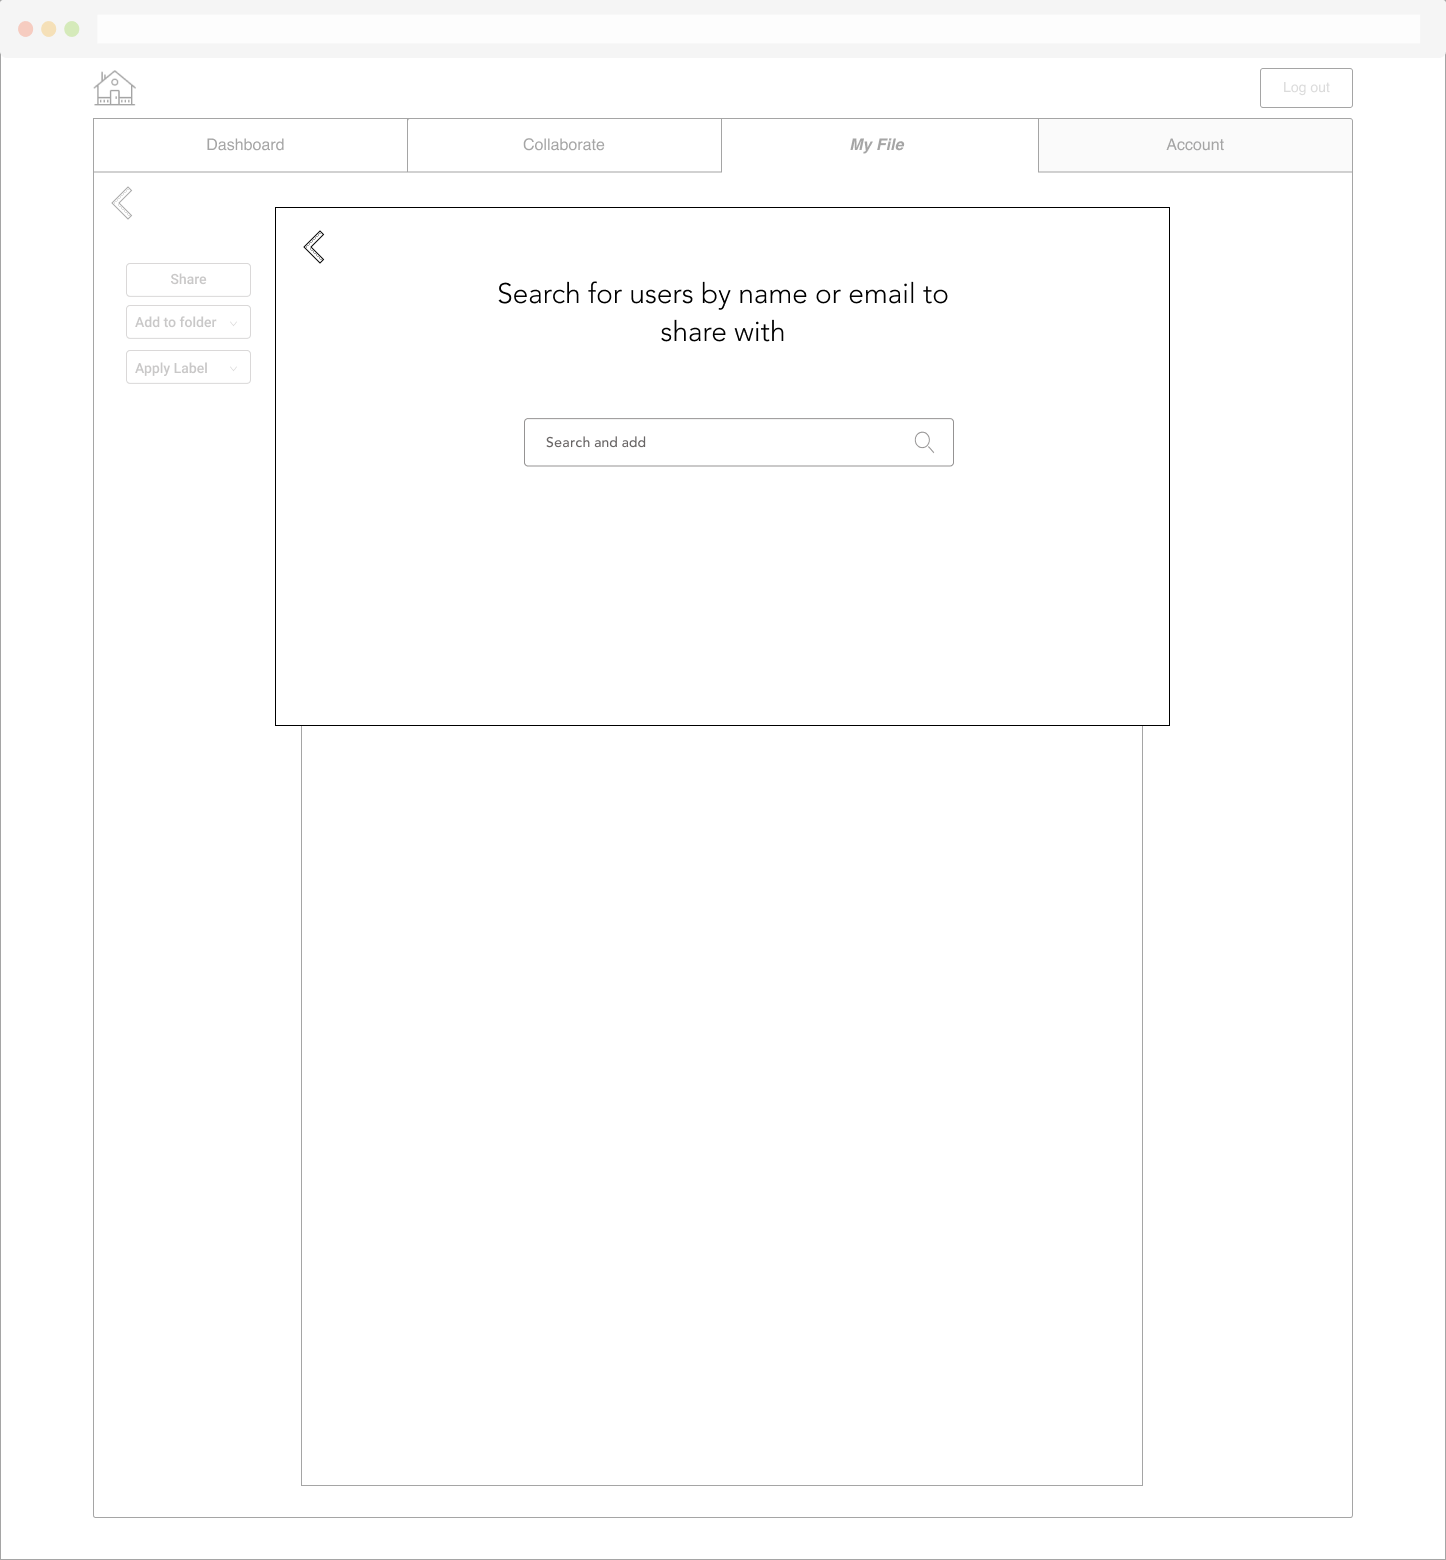 Log out
Dashboard
Collaborate
My File
Account
Share
Add to folder
Apply Label
Search for users by name or email to
share with
Search and add